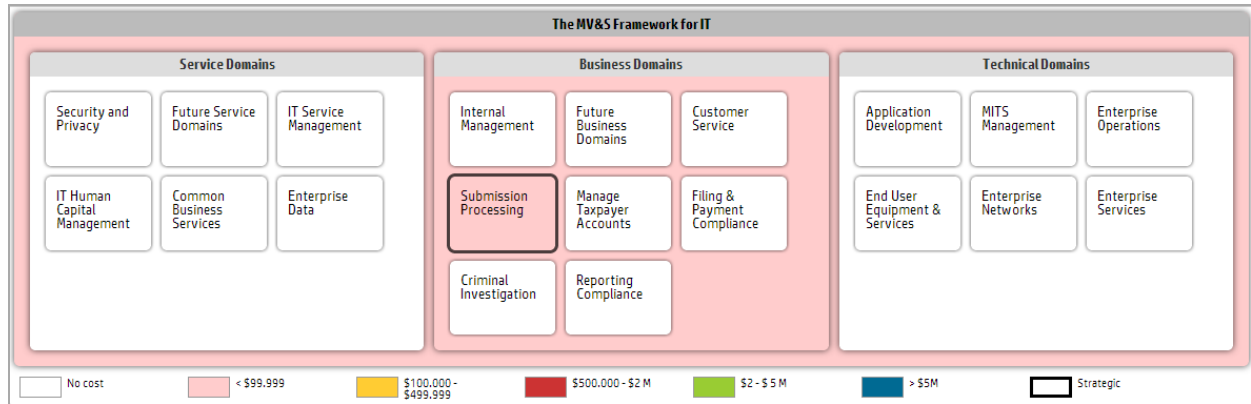 The MV&S Framework for IT
Service Domains
Security and
Privacy
Future Service
Domains
IT Service
Management
IT Human
Capital
Management
Common
Business
Services
Enterprise
Data
Business Domains
Internal
Management
Future
Business
Domains
Customer
Service
Submission
Processing
Manage
Taxpayer
Accounts
Filing &
Payment
Compliance
Criminal
Investigation
Reporting
Compliance
Technical Domains
Application
Development
MITS
Management
Enterprise
Operations
End User
Equipment &
Services
Enterprise
Networks
Enterprise
Services
No cost
< $99.999
$100.000 -
$499.999
$500.000 - $2 M
$2 - $ 5 M
> $5M
Strategic